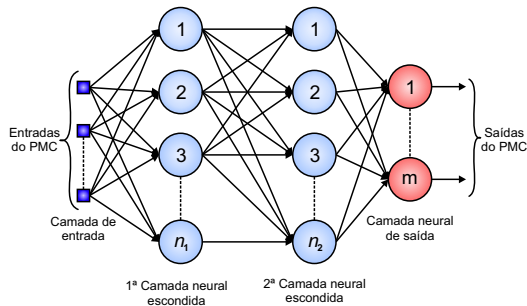 1
1
1
2
2
3
3
m
n1
n2
Entradas
do PMC
Saídas
do PMC
Camada de
entrada
Camada neural
de saída
1ª Camada neural
escondida
2ª Camada neural
escondida